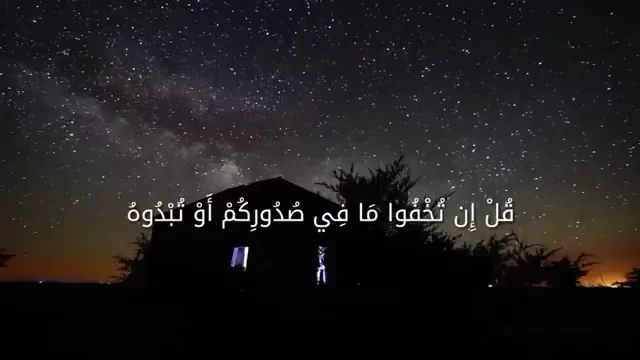 قُلْ إِن تُخْفُوا مَا فِي صُدُورِكُمْ أَوْ تُبْدُوهُ